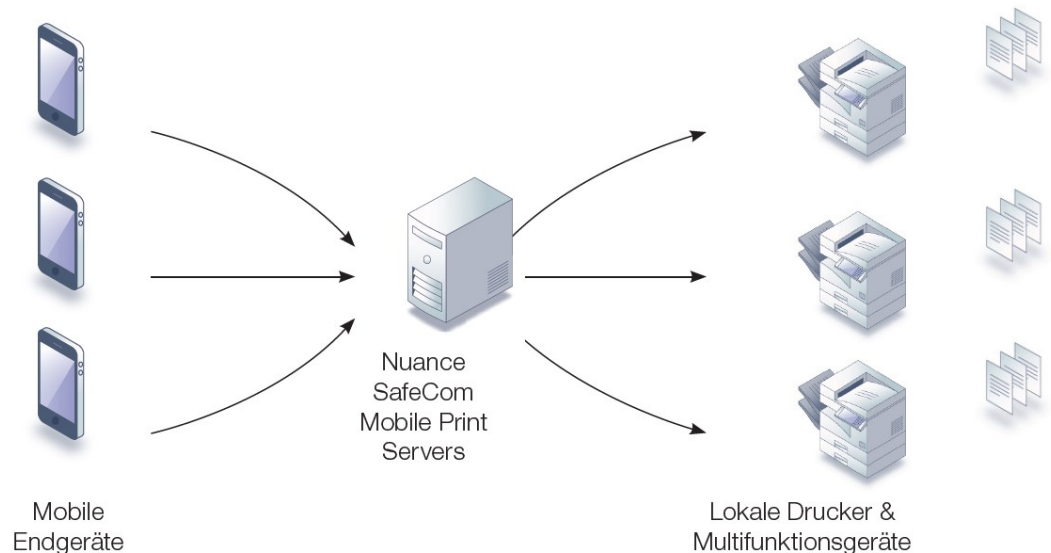 Nuance
SafeCom
Mobile Print
Servers
Mobile
Endgeräte
Lokale Drucker &
Multifunktionsgeräte